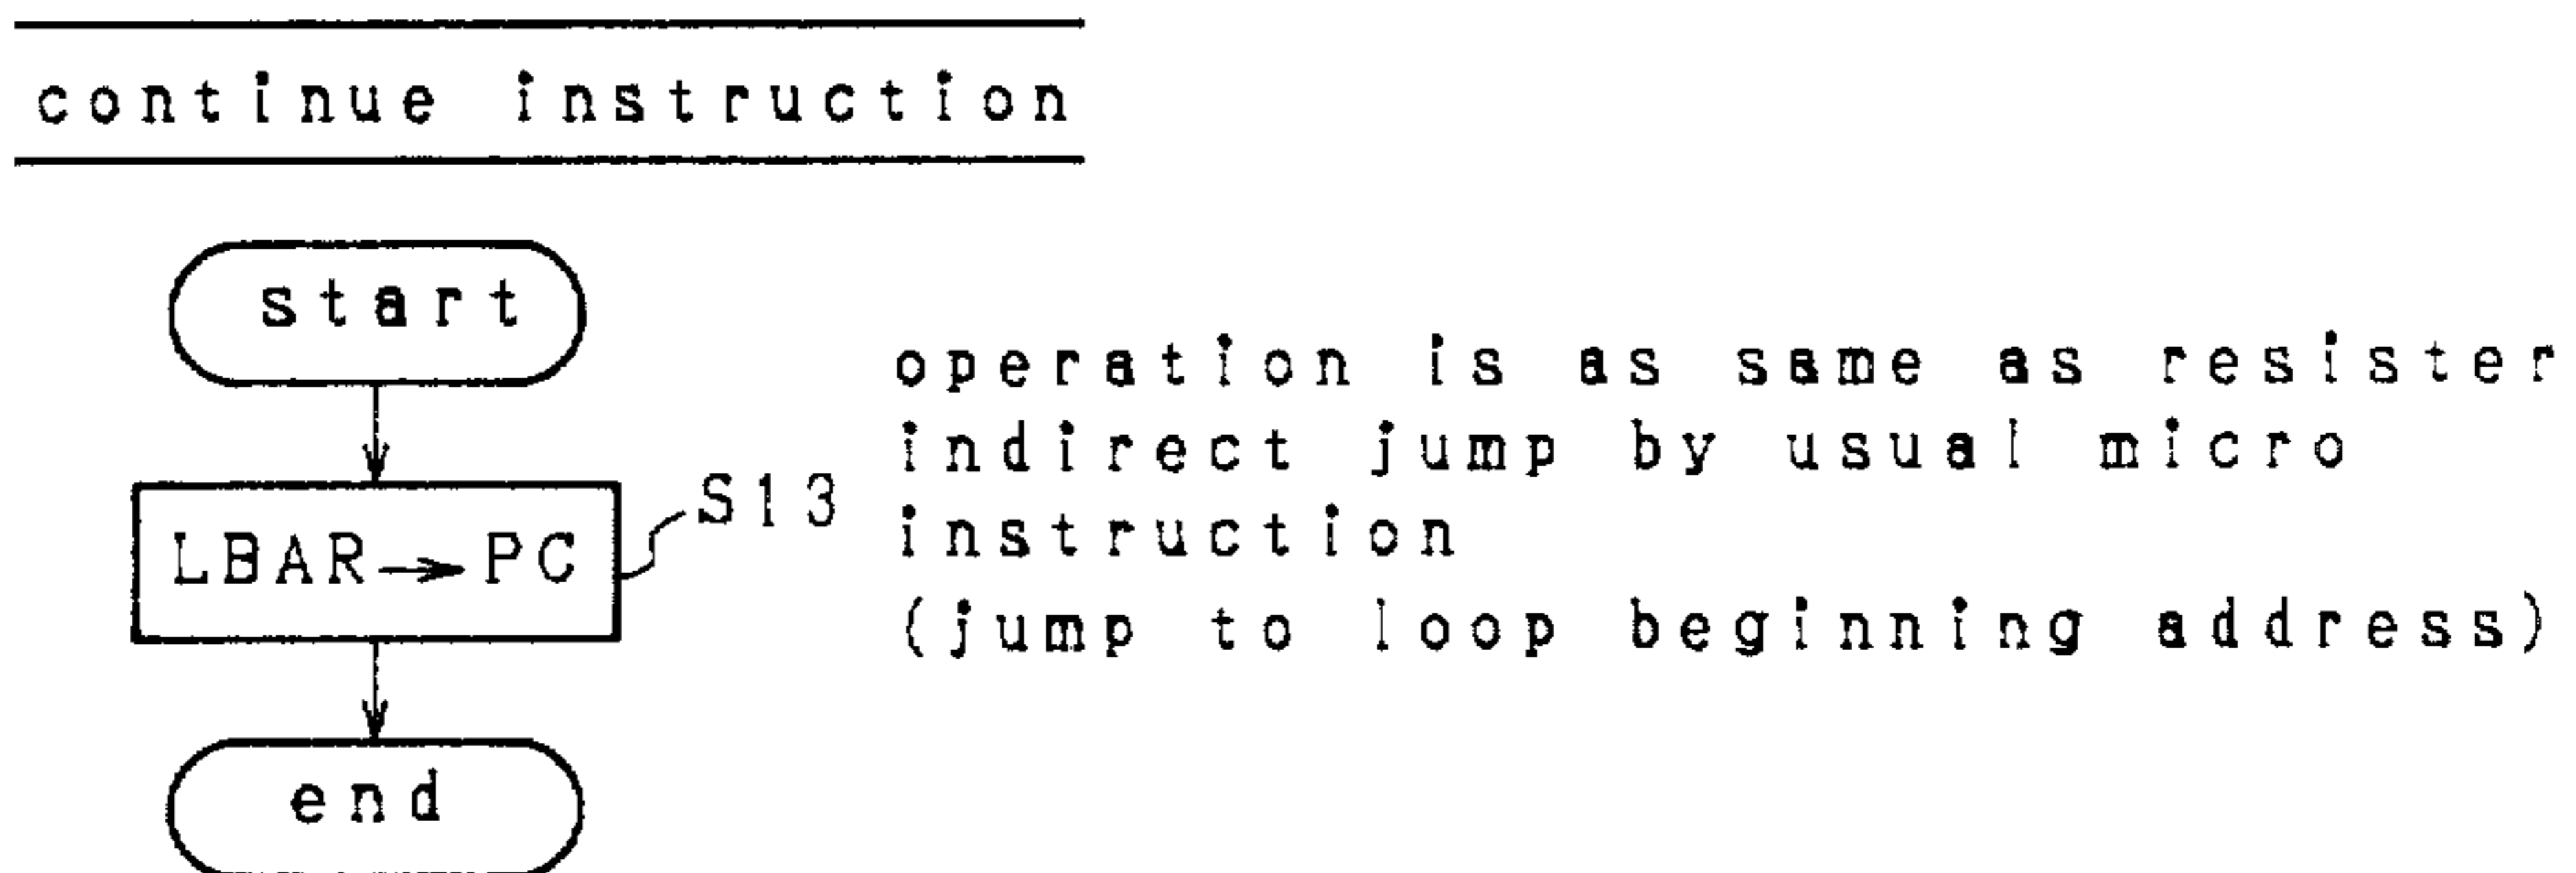 continue instruction
start
LBAR→PC
S13
end
operation is as same as resister
indirect jump by usual micro
instruction
(jump to loop beginning address)